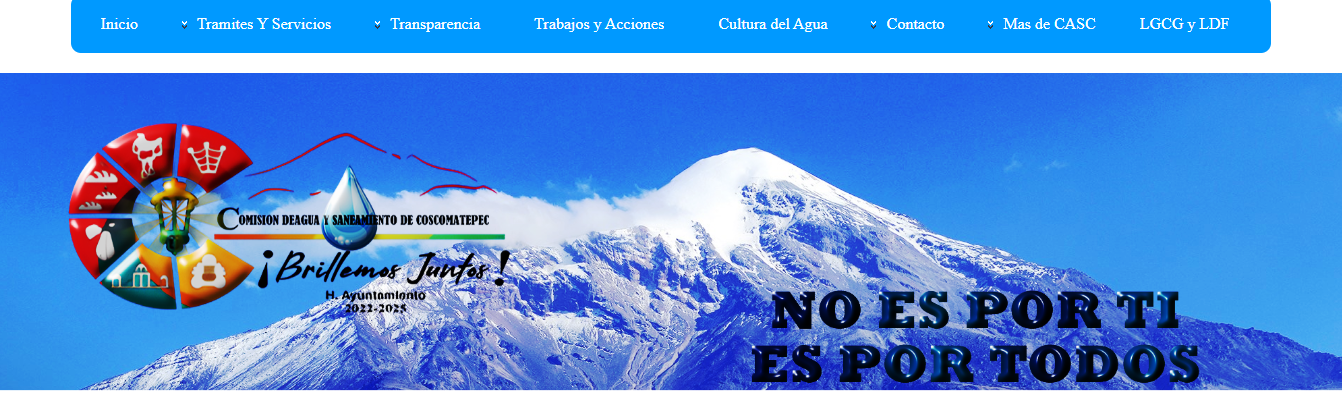 Inicio Tramites Y Servicios Transparencia Trabajos y Acciones Cultura del Agua Contacto Mas de CASC LGCG y LDF
COMISION DEAGUA Y SANEAMIENTO DE COSCOMATEPEC
¡Brillemos Juntos!
H. Ayuntamiento
2022-2025
NO ES POR TI
ES POR TODOS